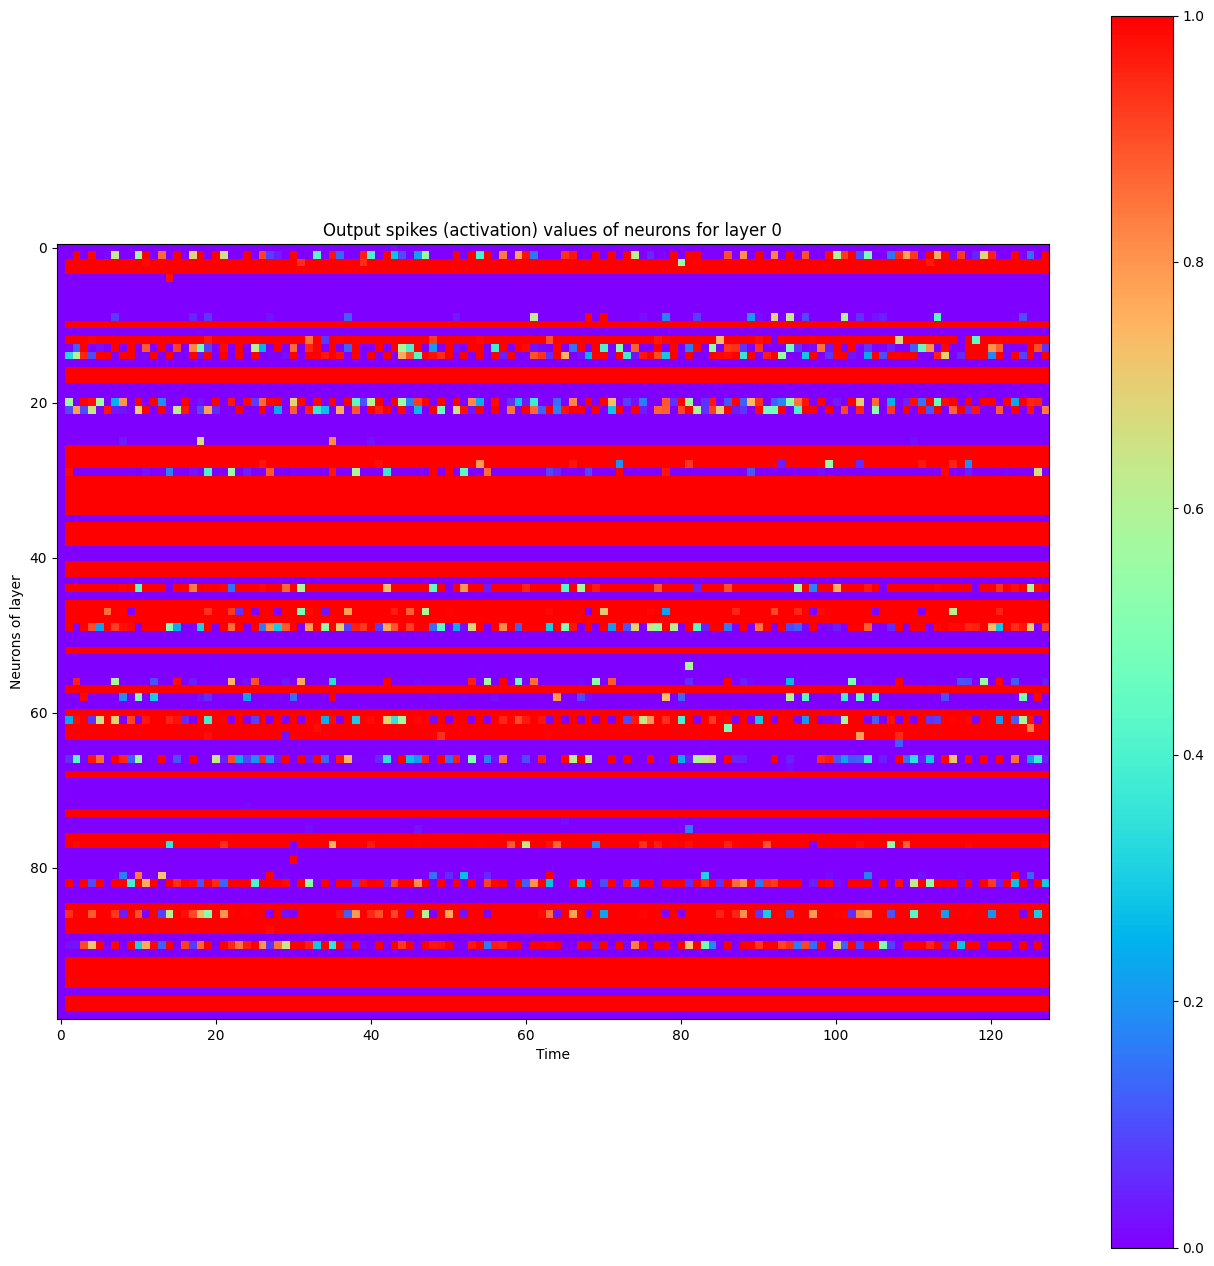 Output spikes (activation) values of neurons for layer 0
1.0
0.8
0.6
0.4
0.2
0.0
Neurons of layer
0
20
40
60
80
0 20 40 60 80 100 120
Time